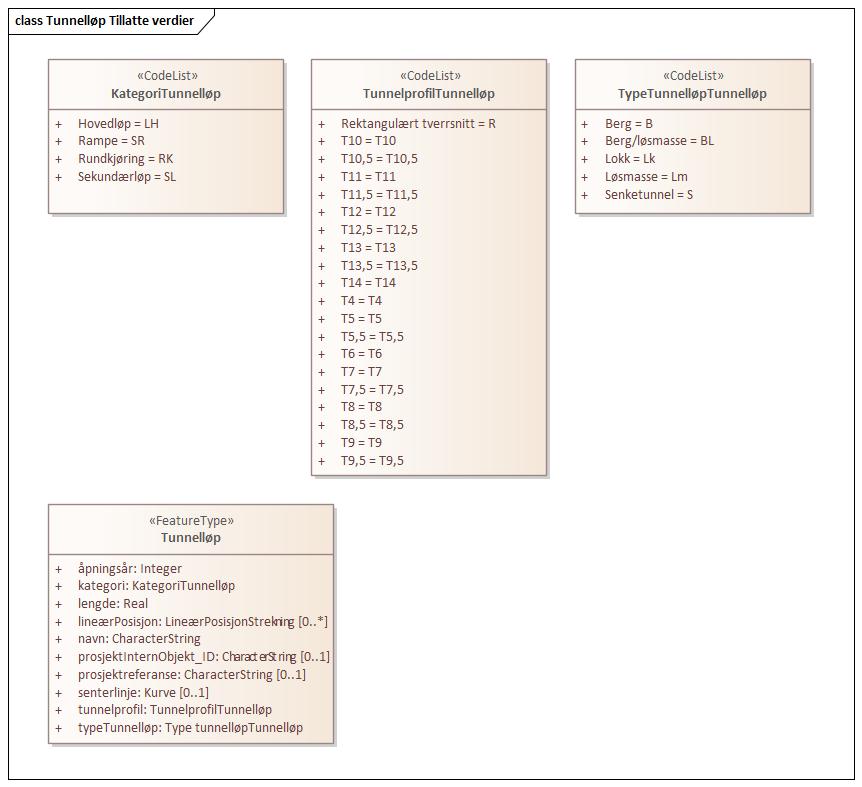 class Tunnelløp Tillatte verdier
«CodeList»
KategoriTunnelløp
+ Hovedløp = LH
+ Rampe = SR
+ Rundkjøring = RK
+ Sekundærløp = SL
«CodeList»
TunnelprofilTunnelløp
+ Rektangulært tverrsnitt = R
+ T10 = T10
+ T10,5 = T10,5
+ T11 = T11
+ T11,5 = T11,5
+ T12 = T12
+ T12,5 = T12,5
+ T13 = T13
+ T13,5 = T13,5
+ T14 = T14
+ T4 = T4
+ T5 = T5
+ T5,5 = T5,5
+ T6 = T6
+ T7 = T7
+ T7,5 = T7,5
+ T8 = T8
+ T8,5 = T8,5
+ T9 = T9
+ T9,5 = T9,5
«CodeList»
TypeTunnelløpTunnelløp
+ Berg = B
+ Berg/løsmasse = BL
+ Lokk = Lk
+ Løsmasse = Lm
+ Senketunnel = S
«FeatureType»
Tunnelløp
+ åpningsår: Integer
+ kategori: KategoriTunnelløp
+ lengde: Real
+ lineærPosisjon: LineærPosisjonStrekning [0..*]
+ navn: CharacterString
+ prosjektInternObjekt_ID: CharacterString [0..1]
+ prosjektreferanse: CharacterString [0..1]
+ senterlinje: Kurve [0..1]
+ tunnelprofil: TunnelprofilTunnelløp
+ typeTunnelløp: Type tunnelløpTunnelløp